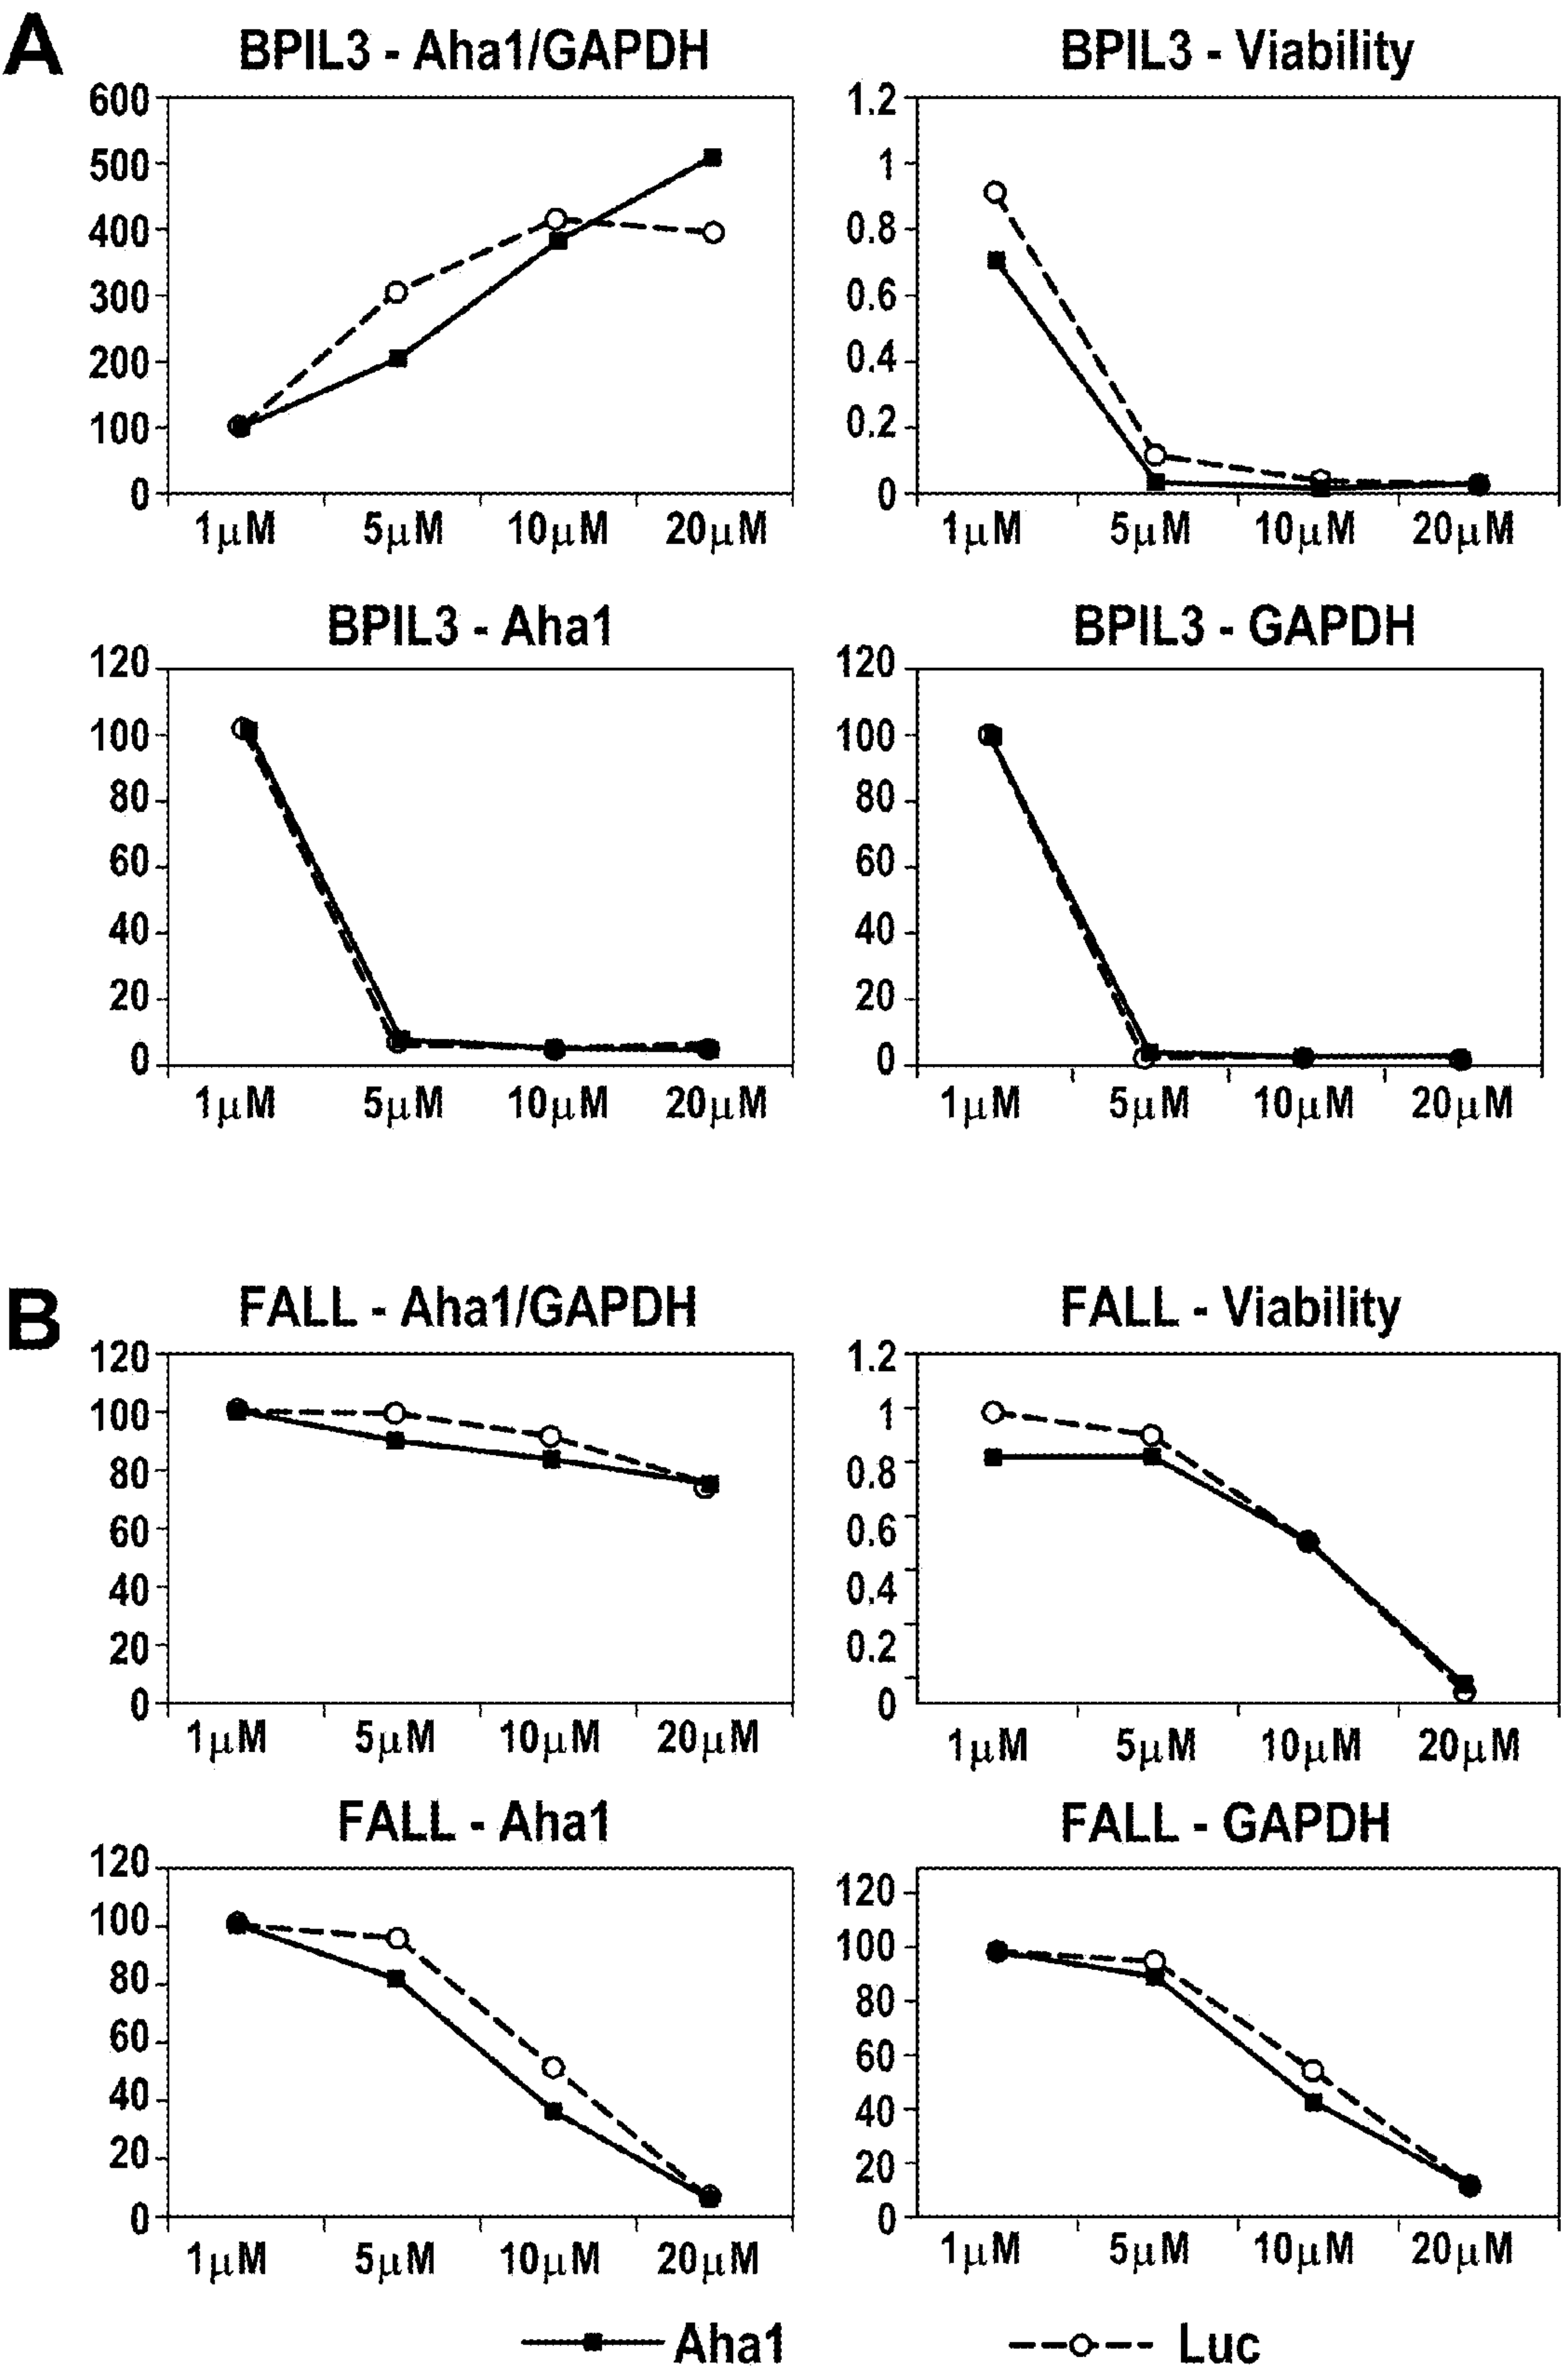 A
BPIL3 - Aha1/GAPDH
600
500
400
300
200
100
0
1µM 5µM 10µM 20µM
BPIL3 - Viability
1.2
1
0.8
0.6
0.4
0.2
0
1µM 5µM 10µM 20µM
BPIL3 - Aha1
120
100
80
60
40
20
0
1µM 5µM 10µM 20µM
BPIL3 - GAPDH
120
100
80
60
40
20
0
1µM 5µM 10µM 20µM
B
FALL - Aha1/GAPDH
120
100
80
60
40
20
0
1µM 5µM 10µM 20µM
FALL - Viability
1.2
1
0.8
0.6
0.4
0.2
0
1µM 5µM 10µM 20µM
FALL - Aha1
120
100
80
60
40
20
0
1µM 5µM 10µM 20µM
FALL - GAPDH
120
100
80
60
40
20
0
1µM 5µM 10µM 20µM
Aha1 Luc